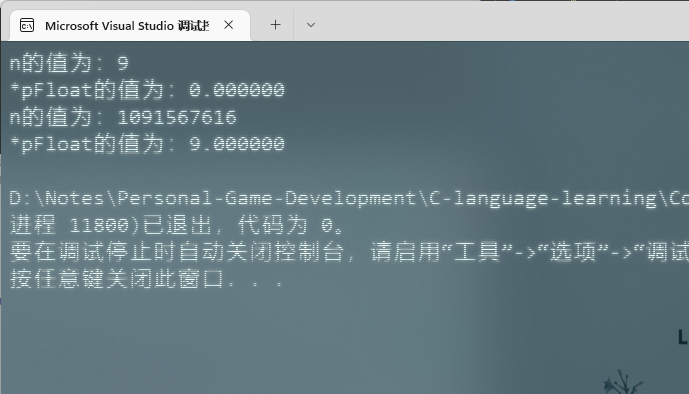 Microsoft Visual Studio 调试
n的值为：9
*pFloat的值为：0.000000
n的值为：1091567616
*pFloat的值为：9.000000
D:\Notes\Personal-Game-Development\C-language-learning\Co
进程 11800)已退出，代码为 0。
要在调试停止时自动关闭控制台，请启用“工具”->“选项”->“调试
按任意键关闭此窗口. . .
L